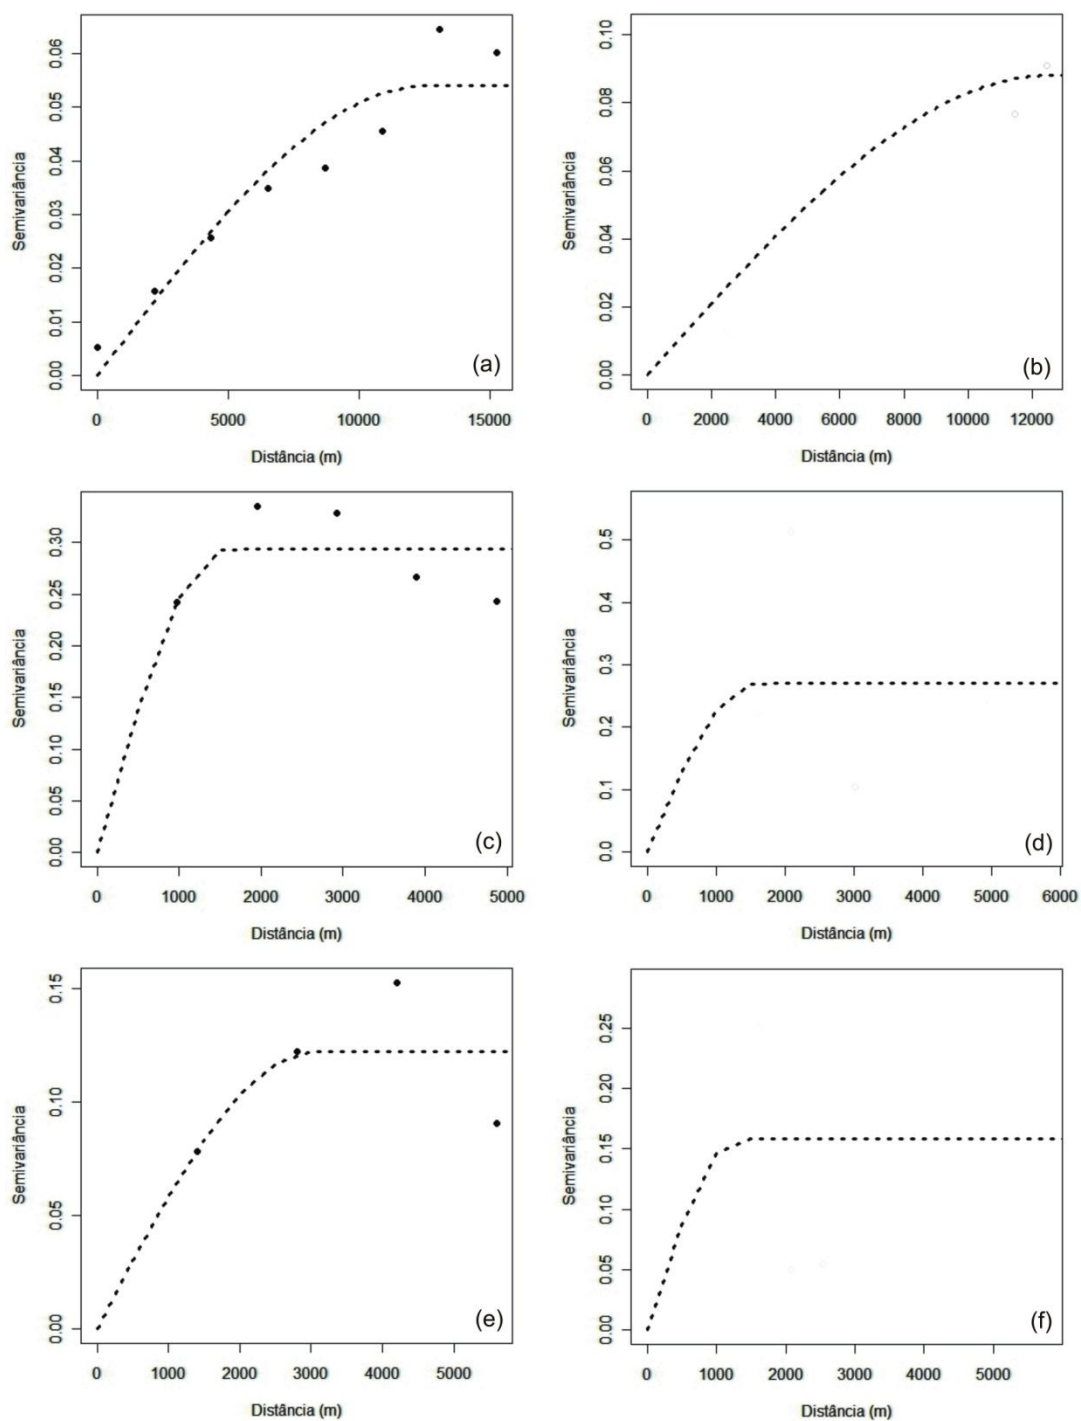 Semivariância
0.00 0.01 0.02 0.03 0.04 0.05 0.06
(a)
0 5000 10000 15000
Distância (m)
Semivariância
0.00 0.02 0.04 0.06 0.08 0.10
(b)
0 2000 4000 6000 8000 10000 12000
Distância (m)
Semivariância
0.00 0.05 0.10 0.15 0.20 0.25 0.30
(c)
0 1000 2000 3000 4000 5000
Distância (m)
Semivariância
0.0 0.1 0.2 0.3 0.4 0.5
(d)
0 1000 2000 3000 4000 5000 6000
Distância (m)
Semivariância
0.00 0.05 0.10 0.15
(e)
0 1000 2000 3000 4000 5000
Distância (m)
Semivariância
0.00 0.05 0.10 0.15 0.20 0.25
(f)
0 1000 2000 3000 4000 5000
Distância (m)